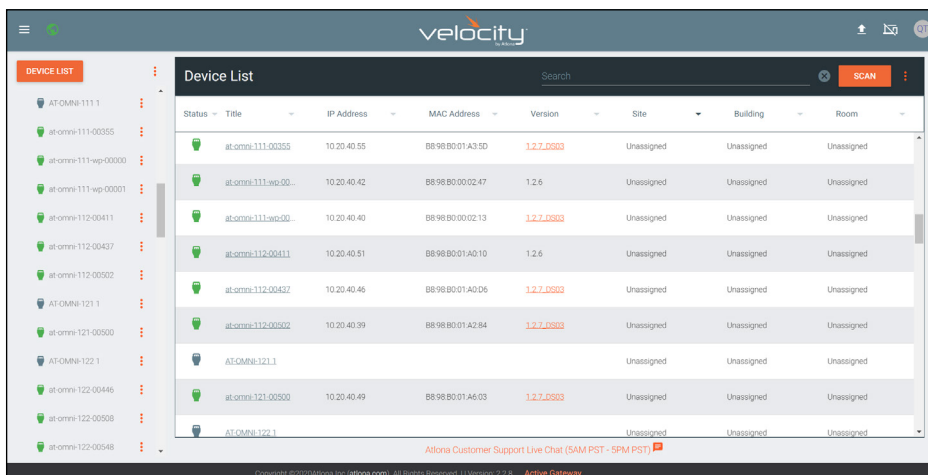 velocity
by Atlona
QT
DEVICE LIST
AT-OMNI-111 1
at-omni-111-00355
at-omni-111-wp-00000
at-omni-111-wp-00001
at-omni-112-00411
at-omni-112-00437
at-omni-112-00502
AT-OMNI-121 1
at-omni-121-00500
AT-OMNI-122 1
at-omni-122-00446
at-omni-122-00508
at-omni-122-00548
Device List Search SCAN
Status Title IP Address MAC Address Version Site Building Room
at-omni-111-00355 10.20.40.55 B8:98:B0:01:A3:5D 1.2.7_DS03 Unassigned Unassigned Unassigned
at-omni-111-wp-00... 10.20.40.42 B8:98:B0:00:02:47 1.2.6 Unassigned Unassigned Unassigned
at-omni-111-wp-00... 10.20.40.40 B8:98:B0:00:02:13 1.2.7_DS03 Unassigned Unassigned Unassigned
at-omni-112-00411 10.20.40.51 B8:98:B0:01:A0:10 1.2.6 Unassigned Unassigned Unassigned
at-omni-112-00437 10.20.40.46 B8:98:B0:01:A0:D6 1.2.7_DS03 Unassigned Unassigned Unassigned
at-omni-112-00502 10.20.40.39 B8:98:B0:01:A2:84 1.2.7_DS03 Unassigned Unassigned Unassigned
AT-OMNI-121 1 Unassigned Unassigned Unassigned
at-omni-121-00500 10.20.40.49 B8:98:B0:01:A6:03 1.2.7_DS03 Unassigned Unassigned Unassigned
AT-OMNI-122 1 Unassigned Unassigned Unassigned
Atlona Customer Support Live Chat (5AM PST - 5PM PST)
Copyright ©2020Atlona Inc (atlona.com). All Rights Reserved. | | Version: 2.2.8 Active Gateway